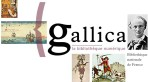 gallica
la bibliothèque numérique
Bibliothèque
nationale
de France